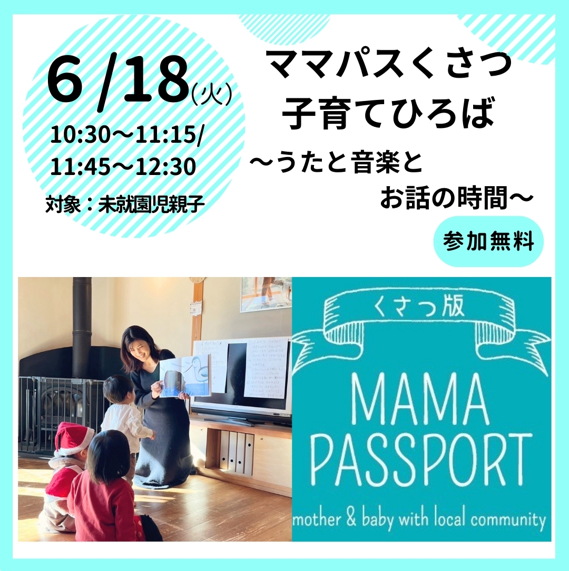 6/18(火)
10:30～11:15/
11:45～12:30
対象：未就園児親子
ママパスくさつ
子育てひろば
～うたと音楽と
お話の時間～
参加無料
くさつ版
MAMA
PASSPORT
mother & baby with local community